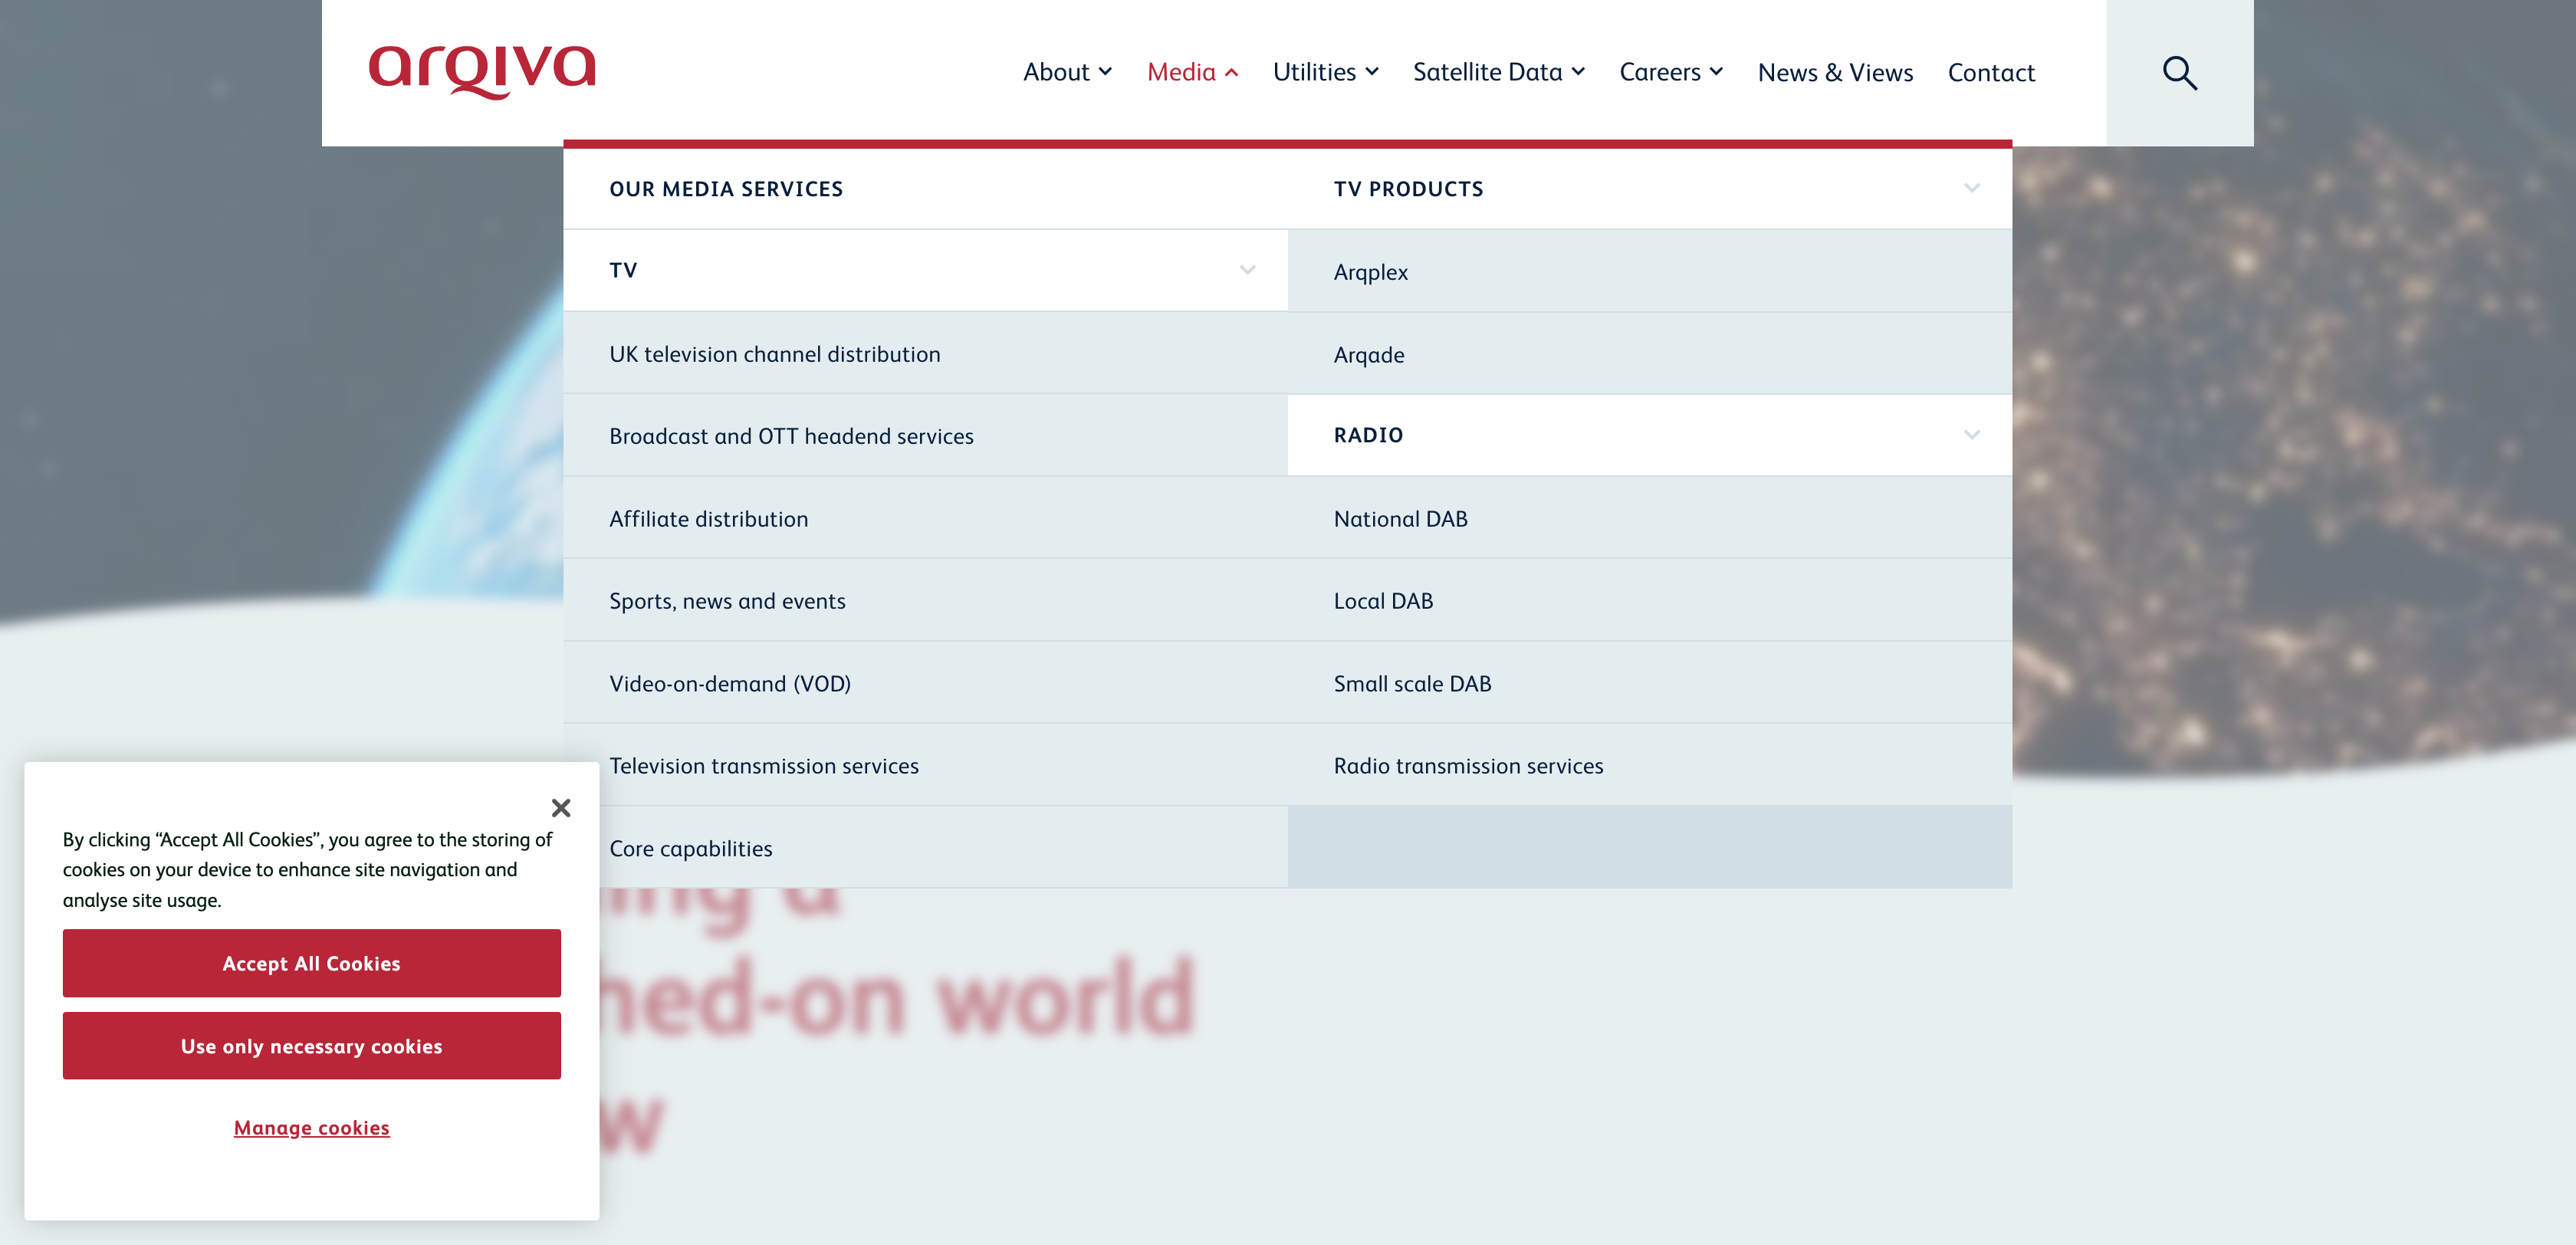 arqiva
About
Media
Utilities
Satellite Data
Careers
News & Views
Contact
OUR MEDIA SERVICES
TV
UK television channel distribution
Broadcast and OTT headend services
Affiliate distribution
Sports, news and events
Video-on-demand (VOD)
Television transmission services
Core capabilities
TV PRODUCTS
Arqplex
Arqade
RADIO
National DAB
Local DAB
Small scale DAB
Radio transmission services
a
hed-on world
w
By clicking “Accept All Cookies”, you agree to the storing of
cookies on your device to enhance site navigation and
analyse site usage.
Accept All Cookies
Use only necessary cookies
Manage cookies